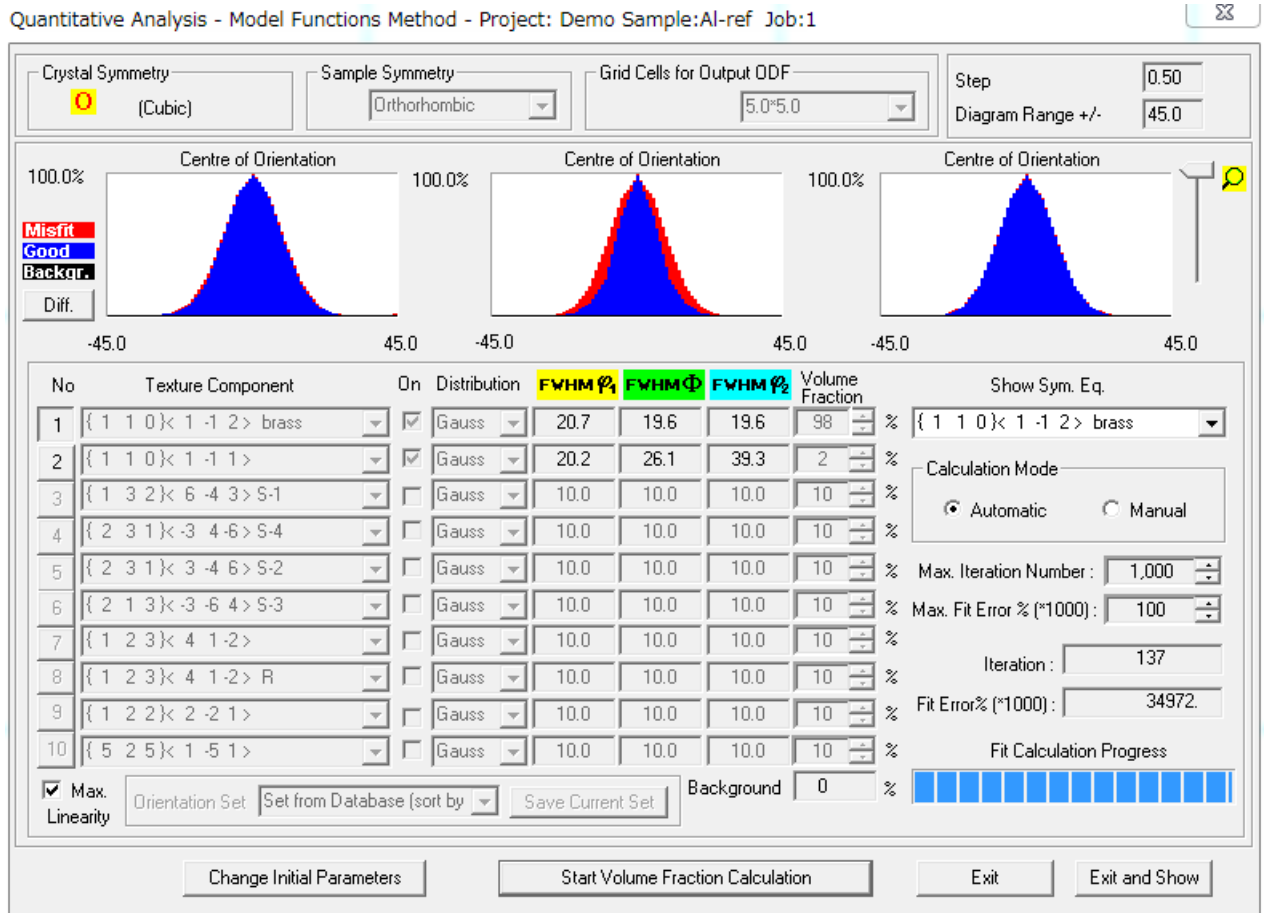 Quantitative Analysis - Model Functions Method - Project: Demo Sample:Al-ref Job:1
Crystal Symmetry
O (Cubic)
Sample Symmetry
Orthorhombic
Grid Cells for Output ODF
5.0*5.0
Step 0.50
Diagram Range +/- 45.0
Centre of Orientation Centre of Orientation Centre of Orientation
100.0% 100.0% 100.0%
Misfit
Good
Backgr.
Diff.
-45.0 45.0 -45.0 45.0 -45.0 45.0
No Texture Component On Distribution FWHM φ1 FWHM Φ FWHM φ2 Volume Fraction Show Sym. Eq.
1 { 1 1 0}< 1 -1 2> brass Gauss 20.7 19.6 19.6 98 % { 1 1 0}< 1 -1 2> brass
2 { 1 1 0}< 1 -1 1> Gauss 20.2 26.1 39.3 2 %
3 { 1 3 2}< 6 -4 3> S-1 Gauss 10.0 10.0 10.0 10 %
4 { 2 3 1}< -3 4 -6> S-4 Gauss 10.0 10.0 10.0 10 %
5 { 2 3 1}< 3 -4 6> S-2 Gauss 10.0 10.0 10.0 10 %
6 { 2 1 3}< -3 -6 4> S-3 Gauss 10.0 10.0 10.0 10 %
7 { 1 2 3}< 4 1 -2> Gauss 10.0 10.0 10.0 10 %
8 { 1 2 3}< 4 1 -2> R Gauss 10.0 10.0 10.0 10 %
9 { 1 2 2}< 2 -2 1> Gauss 10.0 10.0 10.0 10 %
10 { 5 2 5}< 1 -5 1> Gauss 10.0 10.0 10.0 10 %
Calculation Mode
Automatic Manual
Max. Iteration Number : 1,000
Max. Fit Error % (*1000) : 100
Iteration : 137
Fit Error% (*1000) : 34972.
Fit Calculation Progress
Max. Linearity
Orientation Set Set from Database (sort by Save Current Set
Background 0 %
Change Initial Parameters Start Volume Fraction Calculation Exit Exit and Show